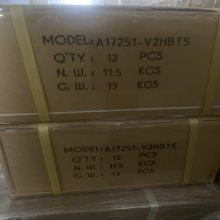 MODEL:A17251-V2HBTS
Q'TY : 12 PCS
N. W. : 11.5 KGS
G. W. : 13 KGS
MODEL:A17251-V2HBTS
Q'TY : 12 PCS
N. W. : 11.5 KGS
G. W. : 13 KGS